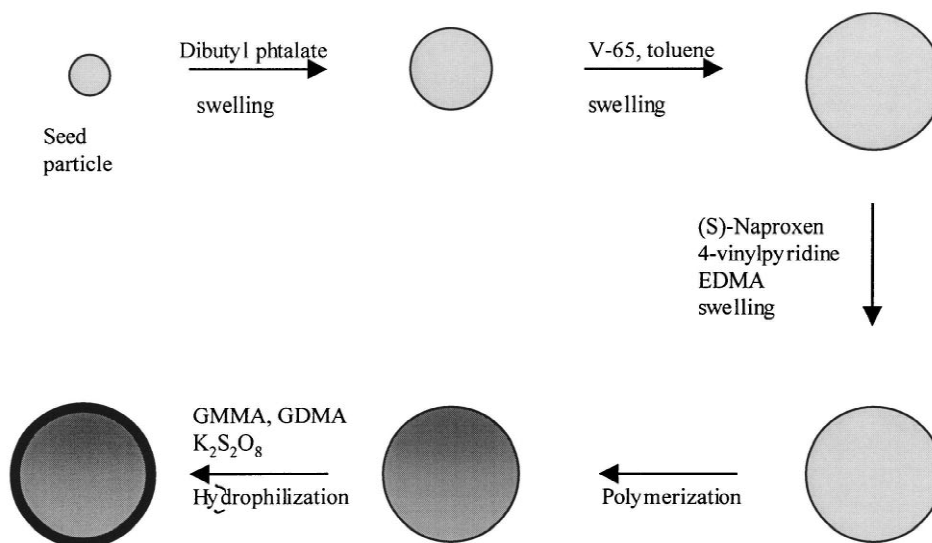 Dibutyl phtalate
swelling
V-65, toluene
swelling
Seed
particle
(S)-Naproxen
4-vinylpyridine
EDMA
swelling
GMMA, GDMA
K₂S₂O₈
Hydrophilization
Polymerization